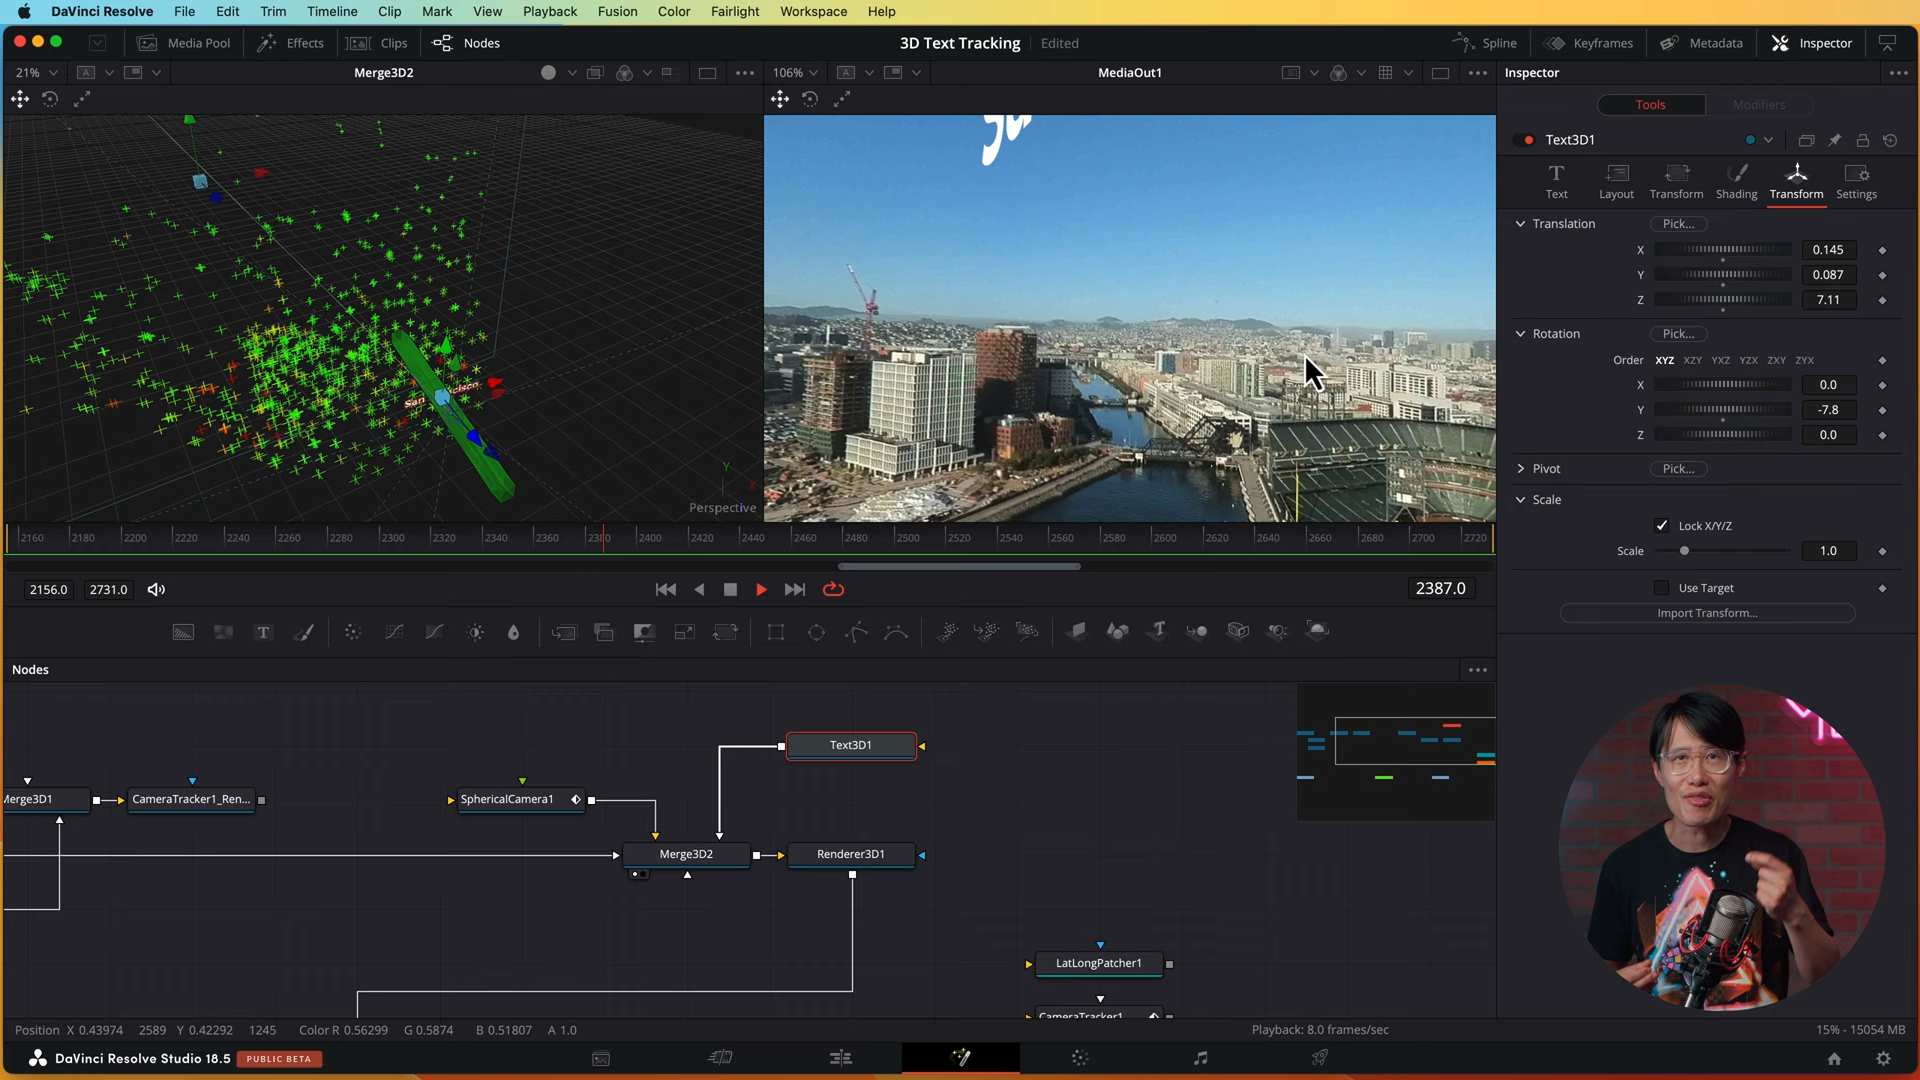 DaVinci Resolve File Edit Trim Timeline Clip Mark View Playback Fusion Color Fairlight Workspace Help
Media Pool Effects Clips Nodes 3D Text Tracking Edited Spline Keyframes Metadata Inspector
21% A Merge3D2 106% A MediaOut1 Inspector
Tools Modifiers
Text3D1
Text Layout Transform Shading Transform Settings
Translation Pick...
X 0.145
Y 0.087
Z 7.11
Rotation Pick...
Order XYZ XZY YXZ YZX ZXY ZYX
X 0.0
Y -7.8
Z 0.0
Pivot Pick...
Scale
Lock X/Y/Z
Scale 1.0
Use Target
Import Transform...
Y
X
Perspective
2160 2180 2200 2220 2240 2260 2280 2300 2320 2340 2360 2400 2420 2440 2460 2480 2500 2520 2540 2560 2580 2600 2620 2640 2660 2680 2700 2720
2156.0 2731.0 2387.0
T T
Nodes
Text3D1
Merge3D1 CameraTracker1_Ren... SphericalCamera1
Merge3D2 Renderer3D1
LatLongPatcher1
CameraTracker1
Position X 0.43974 2589 Y 0.42292 1245 Color R 0.56299 G 0.5874 B 0.51807 A 1.0 Playback: 8.0 frames/sec 15% - 15054 MB
DaVinci Resolve Studio 18.5 PUBLIC BETA